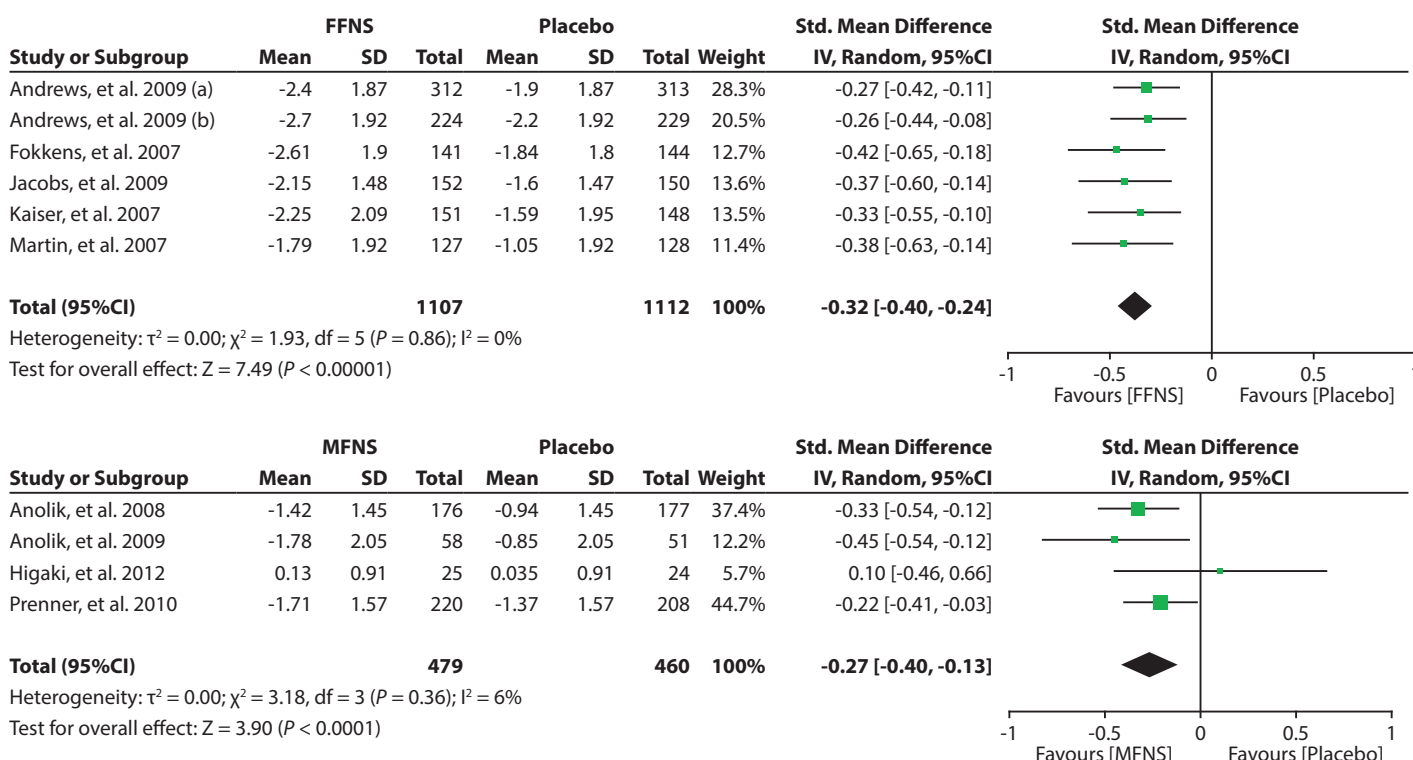 FFNS Placebo Std. Mean Difference Std. Mean Difference
Study or Subgroup Mean SD Total Mean SD Total Weight IV, Random, 95%CI IV, Random, 95%CI
Andrews, et al. 2009 (a) -2.4 1.87 312 -1.9 1.87 313 28.3% -0.27 [-0.42, -0.11]
Andrews, et al. 2009 (b) -2.7 1.92 224 -2.2 1.92 229 20.5% -0.26 [-0.44, -0.08]
Fokkens, et al. 2007 -2.61 1.9 141 -1.84 1.8 144 12.7% -0.42 [-0.65, -0.18]
Jacobs, et al. 2009 -2.15 1.48 152 -1.6 1.47 150 13.6% -0.37 [-0.60, -0.14]
Kaiser, et al. 2007 -2.25 2.09 151 -1.59 1.95 148 13.5% -0.33 [-0.55, -0.10]
Martin, et al. 2007 -1.79 1.92 127 -1.05 1.92 128 11.4% -0.38 [-0.63, -0.14]
Total (95%CI) 1107 1112 100% -0.32 [-0.40, -0.24]
Heterogeneity: τ² = 0.00; χ² = 1.93, df = 5 (P = 0.86); I² = 0%
Test for overall effect: Z = 7.49 (P < 0.00001)
-1 -0.5 0 0.5
Favours [FFNS] Favours [Placebo]
MFNS Placebo Std. Mean Difference Std. Mean Difference
Study or Subgroup Mean SD Total Mean SD Total Weight IV, Random, 95%CI IV, Random, 95%CI
Anolik, et al. 2008 -1.42 1.45 176 -0.94 1.45 177 37.4% -0.33 [-0.54, -0.12]
Anolik, et al. 2009 -1.78 2.05 58 -0.85 2.05 51 12.2% -0.45 [-0.54, -0.12]
Higaki, et al. 2012 0.13 0.91 25 0.035 0.91 24 5.7% 0.10 [-0.46, 0.66]
Prenner, et al. 2010 -1.71 1.57 220 -1.37 1.57 208 44.7% -0.22 [-0.41, -0.03]
Total (95%CI) 479 460 100% -0.27 [-0.40, -0.13]
Heterogeneity: τ² = 0.00; χ² = 3.18, df = 3 (P = 0.36); I² = 6%
Test for overall effect: Z = 3.90 (P < 0.0001)
-1 -0.5 0 0.5 1
Favours [MFNS] Favours [Placebo]